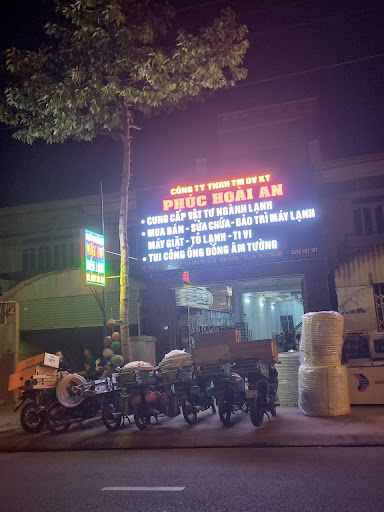 CÔNG TY TNHH TM DV KT
PHÚC HOÀI AN
• CUNG CẤP VẬT TƯ NGÀNH LẠNH
• MUA BÁN - SỬA CHỮA - BẢO TRÌ MÁY LẠNH
MÁY GIẶT - TỦ LẠNH - TI VI
• THI CÔNG ỐNG ĐỒNG ÂM TƯỜNG